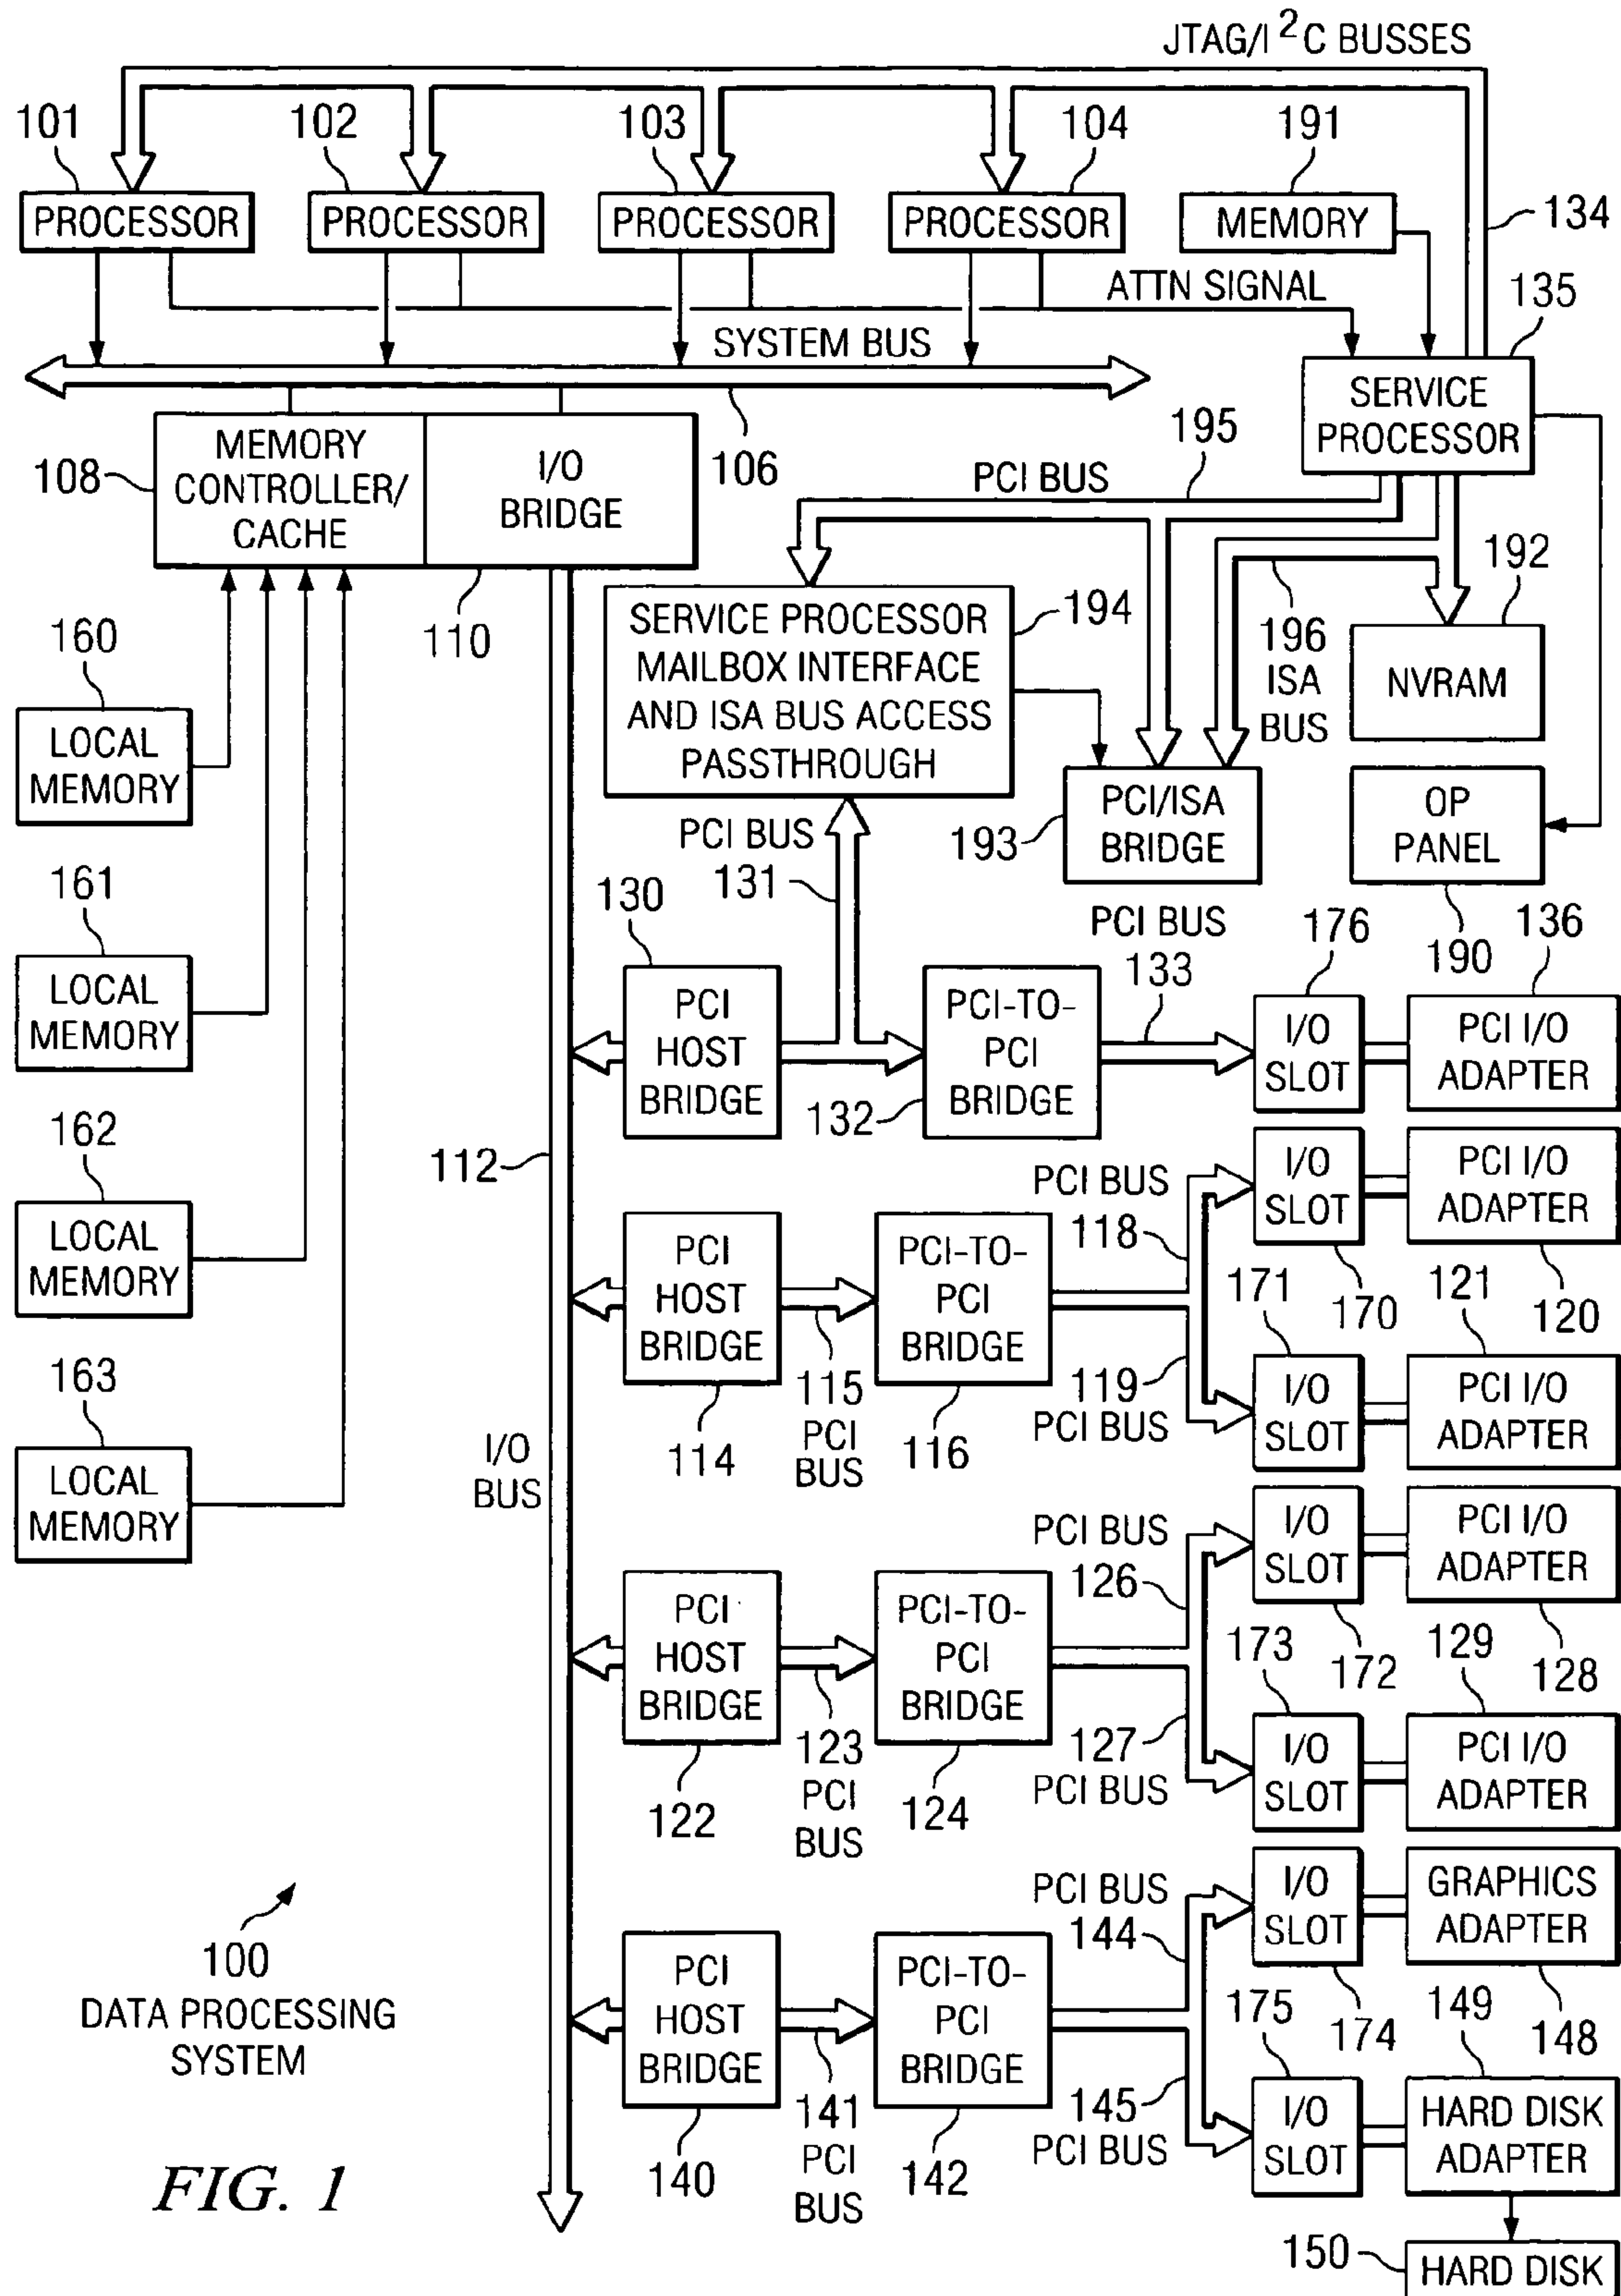 JTAG/I²C BUSSES
101
102
103
104
191
PROCESSOR
PROCESSOR
PROCESSOR
PROCESSOR
MEMORY
134
ATTN SIGNAL
135
SYSTEM BUS
SERVICE
PROCESSOR
MEMORY
CONTROLLER/
CACHE
108
I/O
BRIDGE
106
195
PCI BUS
110
192
SERVICE PROCESSOR
MAILBOX INTERFACE
AND ISA BUS ACCESS
PASSTHROUGH
194
196
ISA
BUS
NVRAM
160
LOCAL
MEMORY
PCI BUS
131
193
PCI/ISA
BRIDGE
OP
PANEL
190
161
LOCAL
MEMORY
130
PCI
HOST
BRIDGE
132
PCI-TO-
PCI
BRIDGE
PCI BUS
133
176
I/O
SLOT
136
PCI I/O
ADAPTER
162
LOCAL
MEMORY
112
PCI
HOST
BRIDGE
114
115
PCI
BUS
PCI-TO-
PCI
BRIDGE
116
PCI BUS
118
I/O
SLOT
170
PCI I/O
ADAPTER
120
119
PCI BUS
171
I/O
SLOT
121
PCI I/O
ADAPTER
163
LOCAL
MEMORY
I/O
BUS
PCI
HOST
BRIDGE
122
123
PCI
BUS
PCI-TO-
PCI
BRIDGE
124
PCI BUS
126
I/O
SLOT
172
PCI I/O
ADAPTER
128
127
PCI BUS
173
I/O
SLOT
129
PCI I/O
ADAPTER
100
DATA PROCESSING
SYSTEM
PCI
HOST
BRIDGE
140
141
PCI
BUS
PCI-TO-
PCI
BRIDGE
142
PCI BUS
144
I/O
SLOT
174
GRAPHICS
ADAPTER
148
145
PCI BUS
175
I/O
SLOT
149
HARD DISK
ADAPTER
150
HARD DISK
FIG. 1